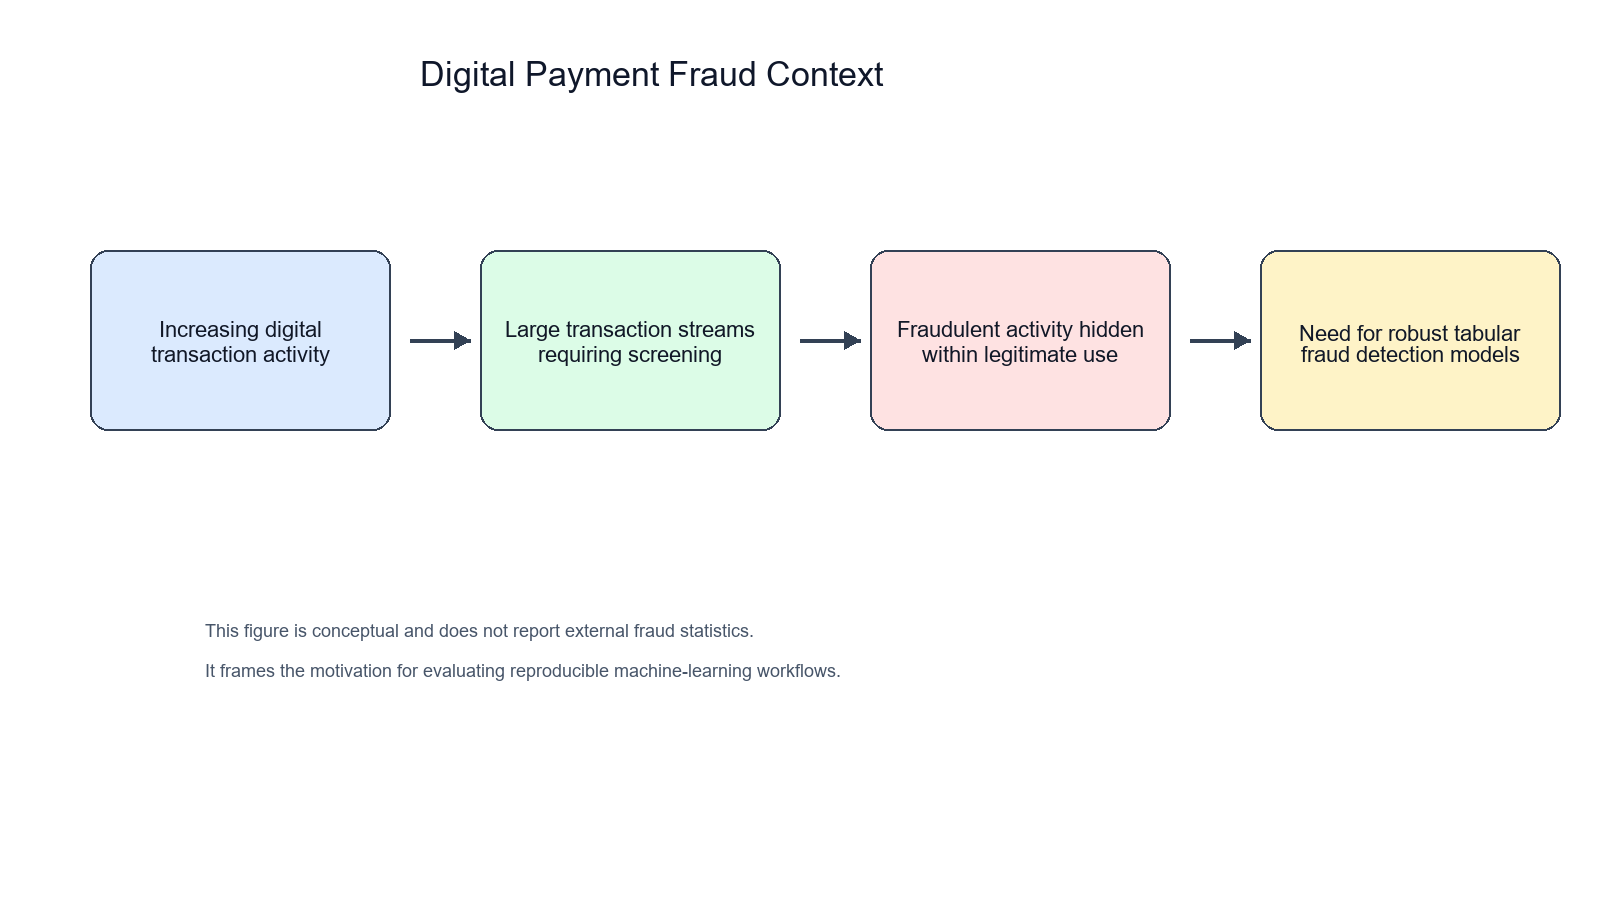 Digital Payment Fraud Context
Increasing digital
transaction activity
Large transaction streams
requiring screening
Fraudulent activity hidden
within legitimate use
Need for robust tabular
fraud detection models
This figure is conceptual and does not report external fraud statistics.
It frames the motivation for evaluating reproducible machine-learning workflows.